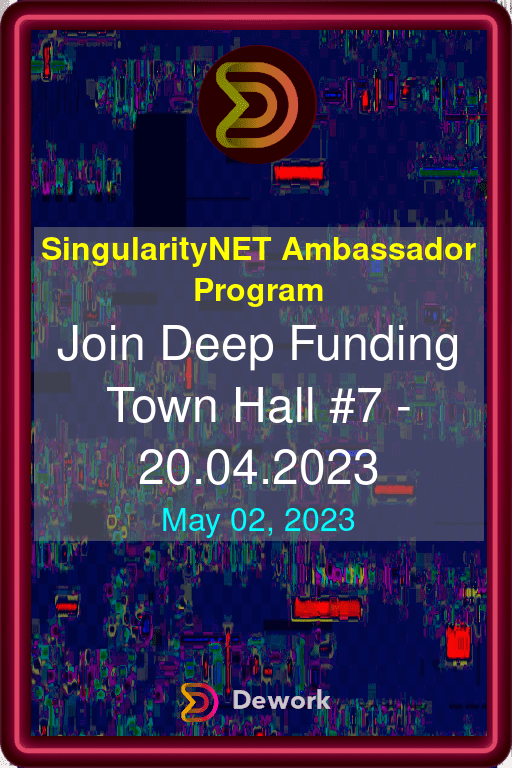 SingularityNET Ambassador
Program
Join Deep Funding
Town Hall #7 -
20.04.2023
May 02, 2023
Dework